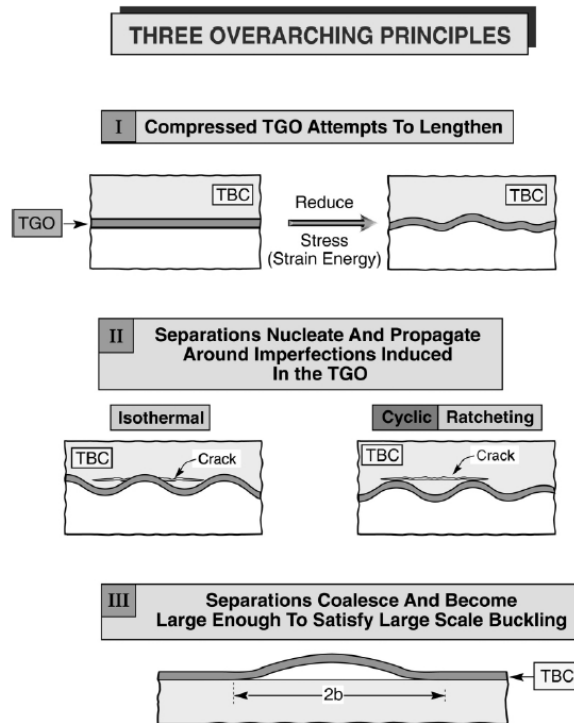 THREE OVERARCHING PRINCIPLES
I Compressed TGO Attempts To Lengthen
TBC
TGO
Reduce
Stress
(Strain Energy)
TBC
II Separations Nucleate And Propagate
Around Imperfections Induced
In the TGO
Isothermal
Cyclic Ratcheting
TBC
Crack
TBC
Crack
III Separations Coalesce And Become
Large Enough To Satisfy Large Scale Buckling
TBC
2b